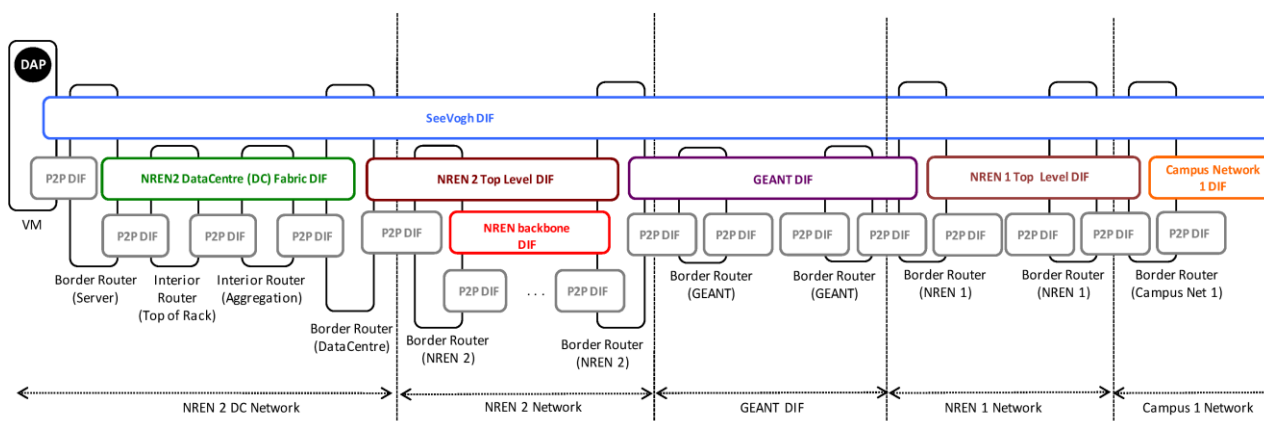 DAP
SeeVogh DIF
P2P DIF
NREN2 DataCentre (DC) Fabric DIF
NREN 2 Top Level DIF
GEANT DIF
NREN 1 Top Level DIF
Campus Network
1 DIF
VM
P2P DIF
P2P DIF
P2P DIF
P2P DIF
NREN backbone
DIF
P2P DIF
P2P DIF
P2P DIF
P2P DIF
P2P DIF
P2P DIF
P2P DIF
P2P DIF
P2P DIF
. . .
P2P DIF
Border Router
(Server)
Interior
Router
(Top of Rack)
Interior Router
(Aggregation)
Border Router
(DataCentre)
Border Router
(NREN 2)
Border Router
(NREN 2)
Border Router
(GEANT)
Border Router
(GEANT)
Border Router
(NREN 1)
Border Router
(NREN 1)
Border Router
(Campus Net 1)
NREN 2 DC Network
NREN 2 Network
GEANT DIF
NREN 1 Network
Campus 1 Network